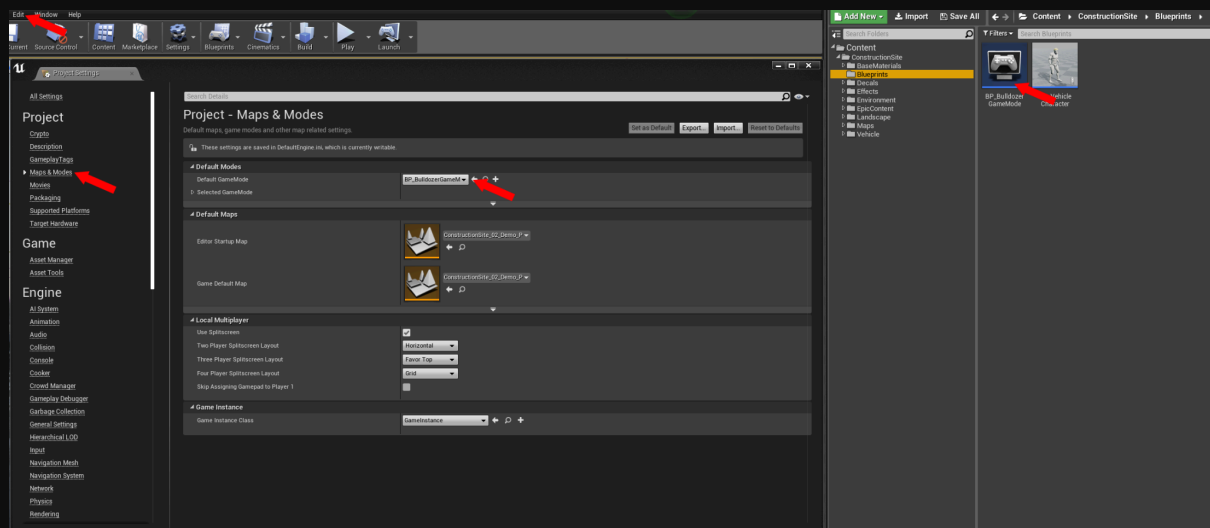 Edit Window Help
Source Control Content Marketplace Settings Blueprints Cinematics Build Play Launch
Project Settings
All Settings
Project
Crypto
Description
GameplayTags
Maps & Modes
Movies
Packaging
Supported Platforms
Target Hardware
Game
Asset Manager
Asset Tools
Engine
AI System
Animation
Audio
Collision
Console
Cooker
Crowd Manager
Gameplay Debugger
Garbage Collection
General Settings
Hierarchical LOD
Input
Navigation Mesh
Navigation System
Network
Physics
Rendering
Search Details
Project - Maps & Modes
Default maps, game modes and other map related settings.
Set as Default Export... Import... Reset to Defaults
These settings are saved in DefaultEngine.ini, which is currently writable.
Default Modes
Default GameMode BP_BulldozerGameM
Selected GameMode
Default Maps
Editor Startup Map ConstructionSite_02_Demo_P
Game Default Map ConstructionSite_02_Demo_P
Local Multiplayer
Use Splitscreen
Two Player Splitscreen Layout Horizontal
Three Player Splitscreen Layout Favor Top
Four Player Splitscreen Layout Grid
Skip Assigning Gamepad to Player 1
Game Instance
Game Instance Class GameInstance
Add New Import Save All Content ConstructionSite Blueprints
Search Folders
Content
ConstructionSite
BaseMaterials
Blueprints
Decals
Effects
Environment
EpicContent
Landscape
Maps
Vehicle
Filters Search Blueprints
BP_Bulldozer
GameMode
Vehicle
Character